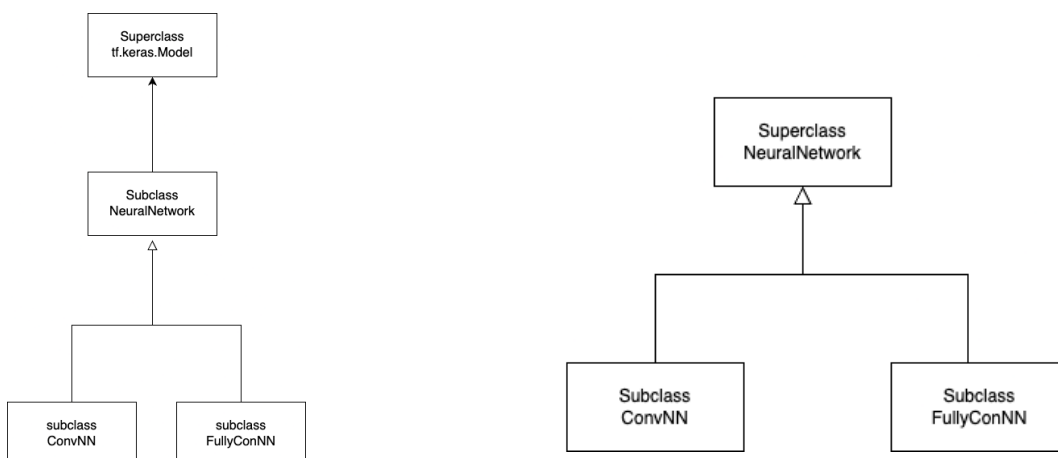 Superclass
tf.keras.Model
Subclass
NeuralNetwork
subclass
ConvNN
subclass
FullyConNN
Superclass
NeuralNetwork
Subclass
ConvNN
Subclass
FullyConNN